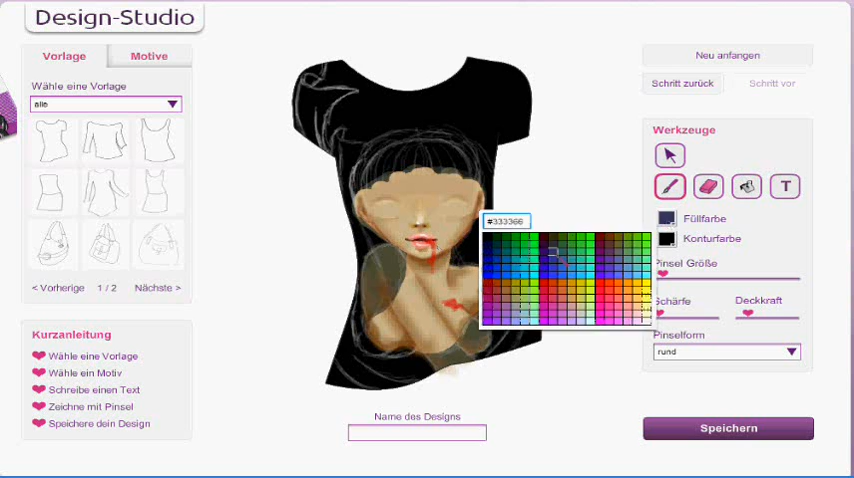 Design-Studio
Vorlage
Motive
Wähle eine Vorlage
alle
< Vorherige
1 / 2
Nächste >
Kurzanleitung
Wähle eine Vorlage
Wähle ein Motiv
Schreibe einen Text
Zeichne mit Pinsel
Speichere dein Design
#333366
Name des Designs
Neu anfangen
Schritt zurück
Schritt vor
Werkzeuge
T
Füllfarbe
Konturfarbe
Pinsel Größe
Schärfe
Deckkraft
Pinselform
rund
Speichern